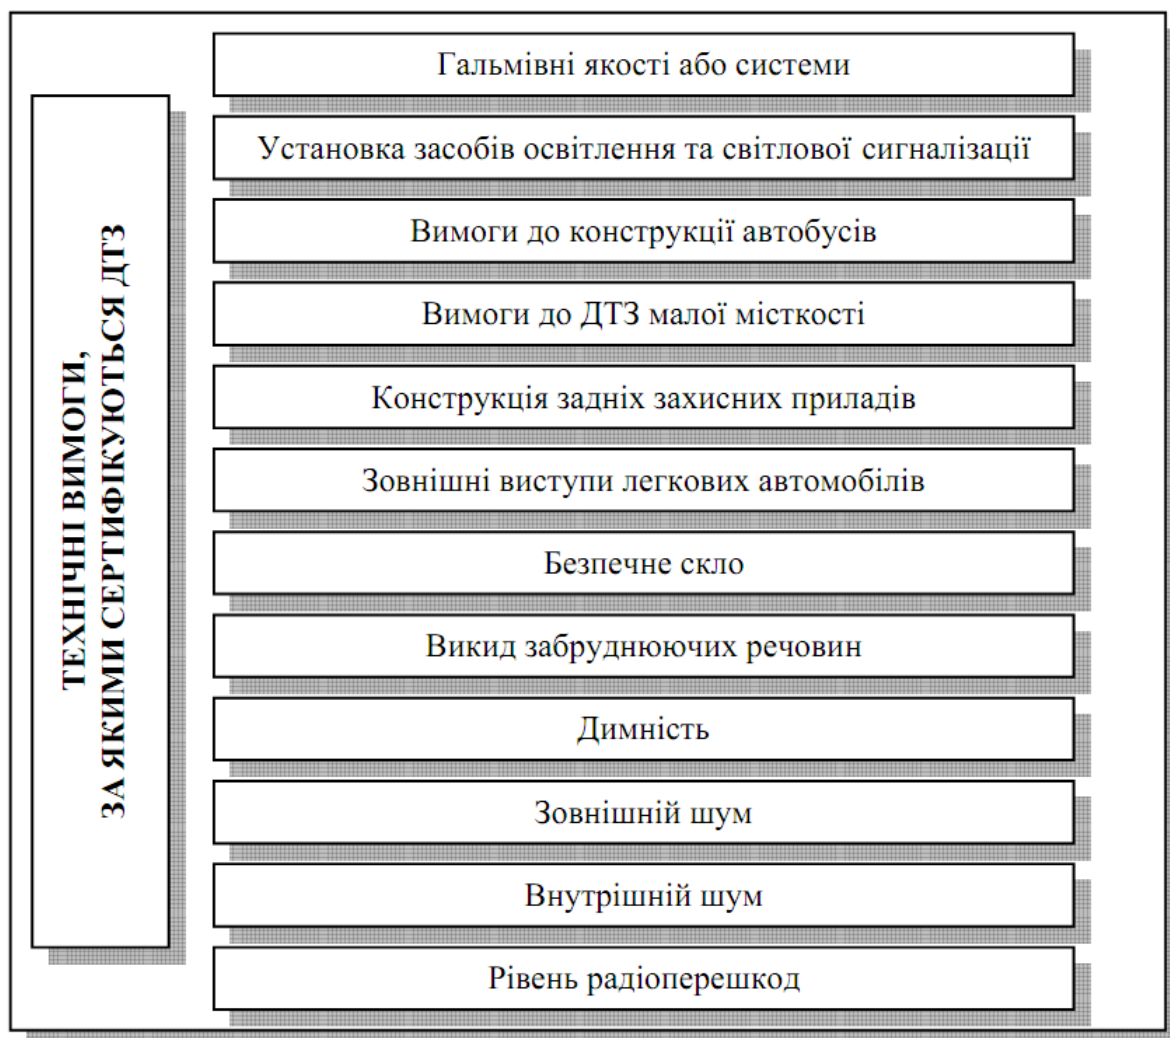 ТЕХНІЧНІ ВИМОГИ,
ЗА ЯКИМИ СЕРТИФІКУЮТЬСЯ ДТЗ
Гальмівні якості або системи
Установка засобів освітлення та світлової сигналізації
Вимоги до конструкції автобусів
Вимоги до ДТЗ малої місткості
Конструкція задніх захисних приладів
Зовнішні виступи легкових автомобілів
Безпечне скло
Викид забруднюючих речовин
Димність
Зовнішній шум
Внутрішній шум
Рівень радіоперешкод